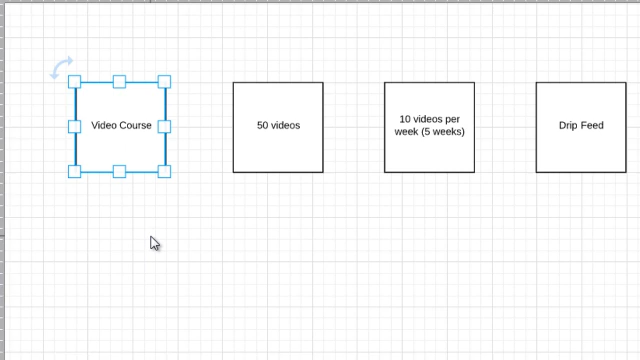 Video Course
50 videos
10 videos per
week (5 weeks)
Drip Feed